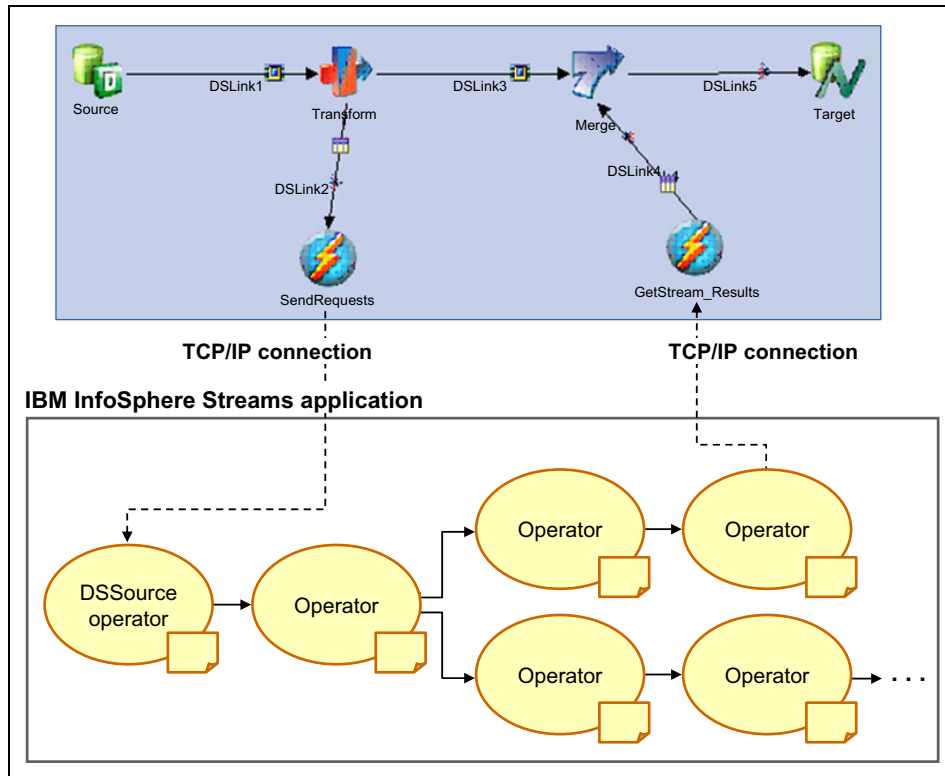 DSLink1
DSLink3
DSLink5
Source
Transform
Merge
Target
DSLink2
DSLink4
SendRequests
GetStream_Results
TCP/IP connection
TCP/IP connection
IBM InfoSphere Streams application
Operator
Operator
DSSource
operator
Operator
Operator
Operator
. . .